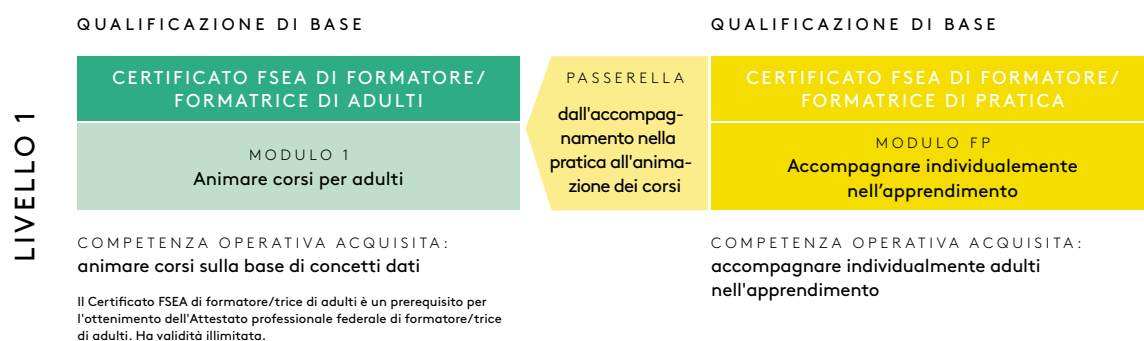 LIVELLO 1
QUALIFICAZIONE DI BASE
CERTIFICATO FSEA DI FORMATORE/
FORMATRICE DI ADULTI
MODULO 1
Animare corsi per adulti
COMPETENZA OPERATIVA ACQUISITA:
animare corsi sulla base di concetti dati
Il Certificato FSEA di formatore/trice di adulti è un prerequisito per
l'ottenimento dell'Attestato professionale federale di formatore/trice
di adulti. Ha validità illimitata.
PASSERELLA
dall'accompag-
namento nella
pratica all'anima-
zione dei corsi
QUALIFICAZIONE DI BASE
CERTIFICATO FSEA DI FORMATORE/
FORMATRICE DI PRATICA
MODULO FP
Accompagnare individualemente
nell’apprendimento
COMPETENZA OPERATIVA ACQUISITA:
accompagnare individualmente adulti
nell'apprendimento